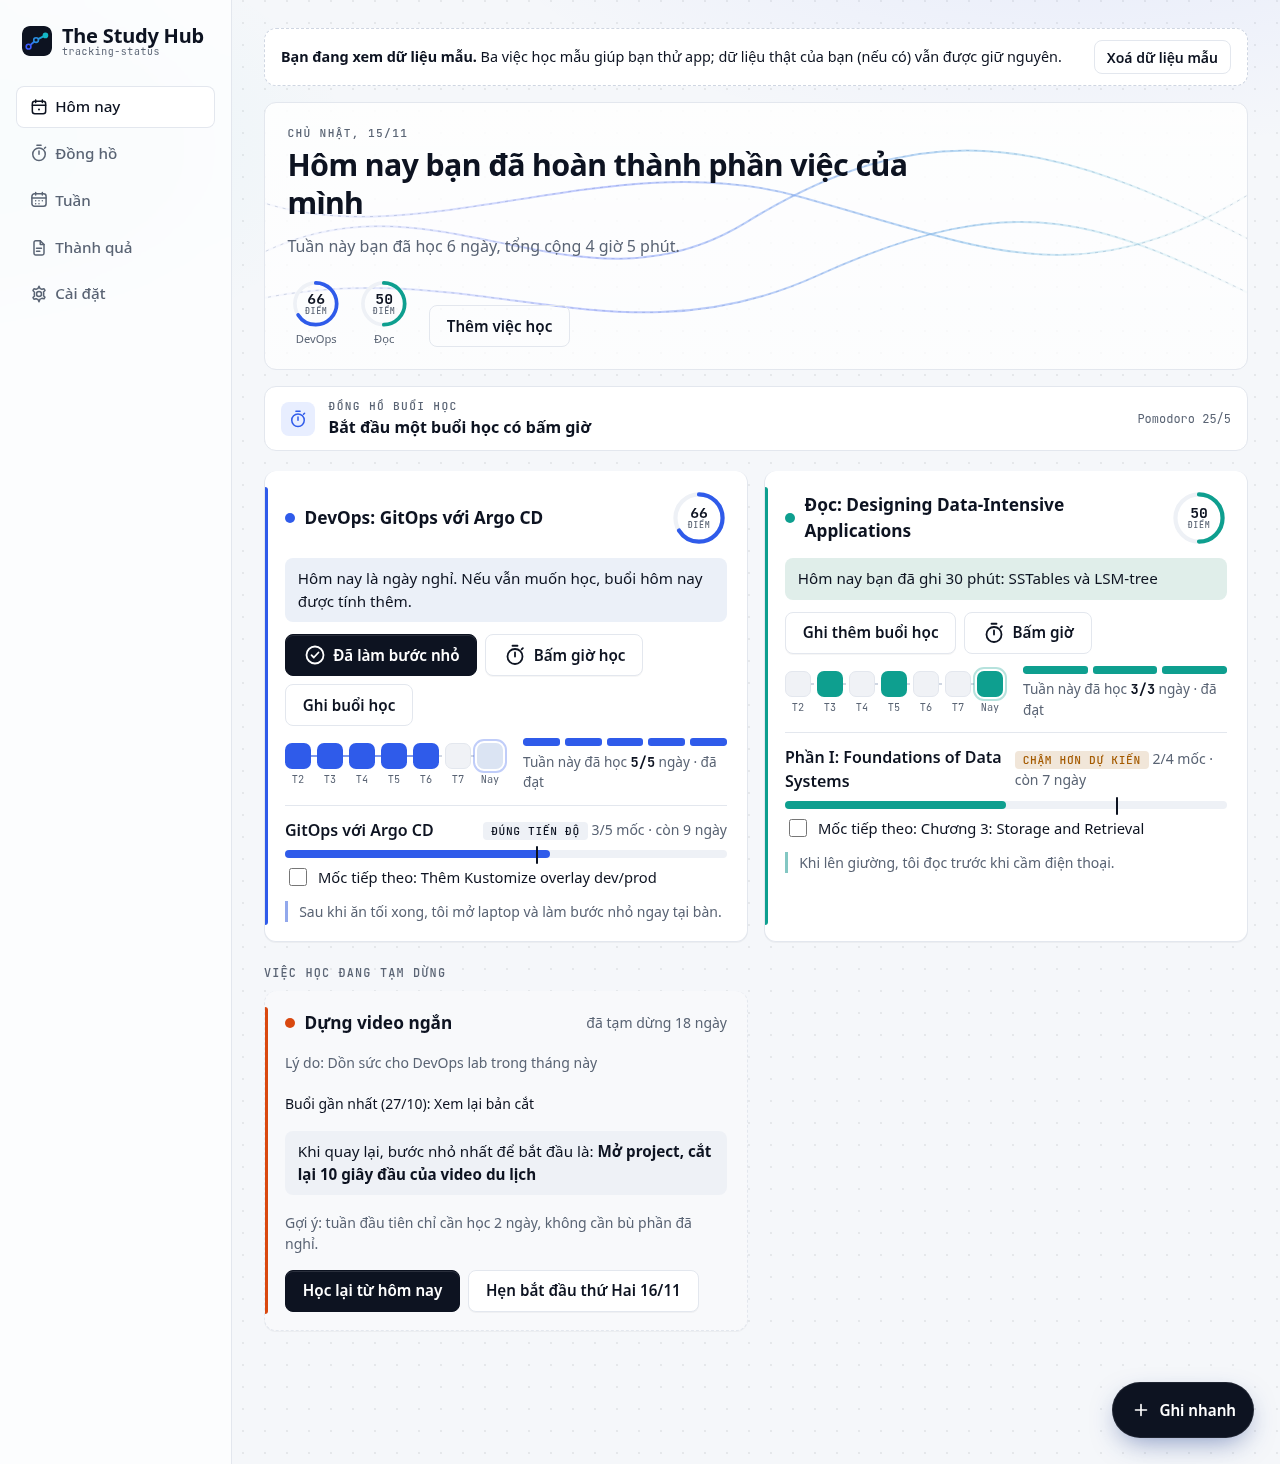 The Study Hub
tracking-status
Hôm nay
Đồng hồ
Tuần
Thành quả
Cài đặt
Bạn đang xem dữ liệu mẫu. Ba việc học mẫu giúp bạn thử app; dữ liệu thật của bạn (nếu có) vẫn được giữ nguyên.
Xoá dữ liệu mẫu
CHỦ NHẬT, 15/11
Hôm nay bạn đã hoàn thành phần việc của
mình
Tuần này bạn đã học 6 ngày, tổng cộng 4 giờ 5 phút.
66
ĐIỂM
DevOps
50
ĐIỂM
Đọc
Thêm việc học
ĐỒNG HỒ BUỔI HỌC
Bắt đầu một buổi học có bấm giờ
Pomodoro 25/5
DevOps: GitOps với Argo CD
66
ĐIỂM
Hôm nay là ngày nghỉ. Nếu vẫn muốn học, buổi hôm nay
được tính thêm.
Đã làm bước nhỏ
Bấm giờ học
Ghi buổi học
T2 T3 T4 T5 T6 T7 Nay
Tuần này đã học 5/5 ngày · đã
đạt
GitOps với Argo CD
ĐÚNG TIẾN ĐỘ 3/5 mốc · còn 9 ngày
Mốc tiếp theo: Thêm Kustomize overlay dev/prod
Sau khi ăn tối xong, tôi mở laptop và làm bước nhỏ ngay tại bàn.
Đọc: Designing Data-Intensive
Applications
50
ĐIỂM
Hôm nay bạn đã ghi 30 phút: SSTables và LSM-tree
Ghi thêm buổi học
Bấm giờ
T2 T3 T4 T5 T6 T7 Nay
Tuần này đã học 3/3 ngày · đã
đạt
Phần I: Foundations of Data
Systems
CHẬM HƠN DỰ KIẾN 2/4 mốc ·
còn 7 ngày
Mốc tiếp theo: Chương 3: Storage and Retrieval
Khi lên giường, tôi đọc trước khi cầm điện thoại.
VIỆC HỌC ĐANG TẠM DỪNG
Dựng video ngắn
đã tạm dừng 18 ngày
Lý do: Dồn sức cho DevOps lab trong tháng này
Buổi gần nhất (27/10): Xem lại bản cắt
Khi quay lại, bước nhỏ nhất để bắt đầu là: Mở project, cắt
lại 10 giây đầu của video du lịch
Gợi ý: tuần đầu tiên chỉ cần học 2 ngày, không cần bù phần đã
nghỉ.
Học lại từ hôm nay
Hẹn bắt đầu thứ Hai 16/11
Ghi nhanh